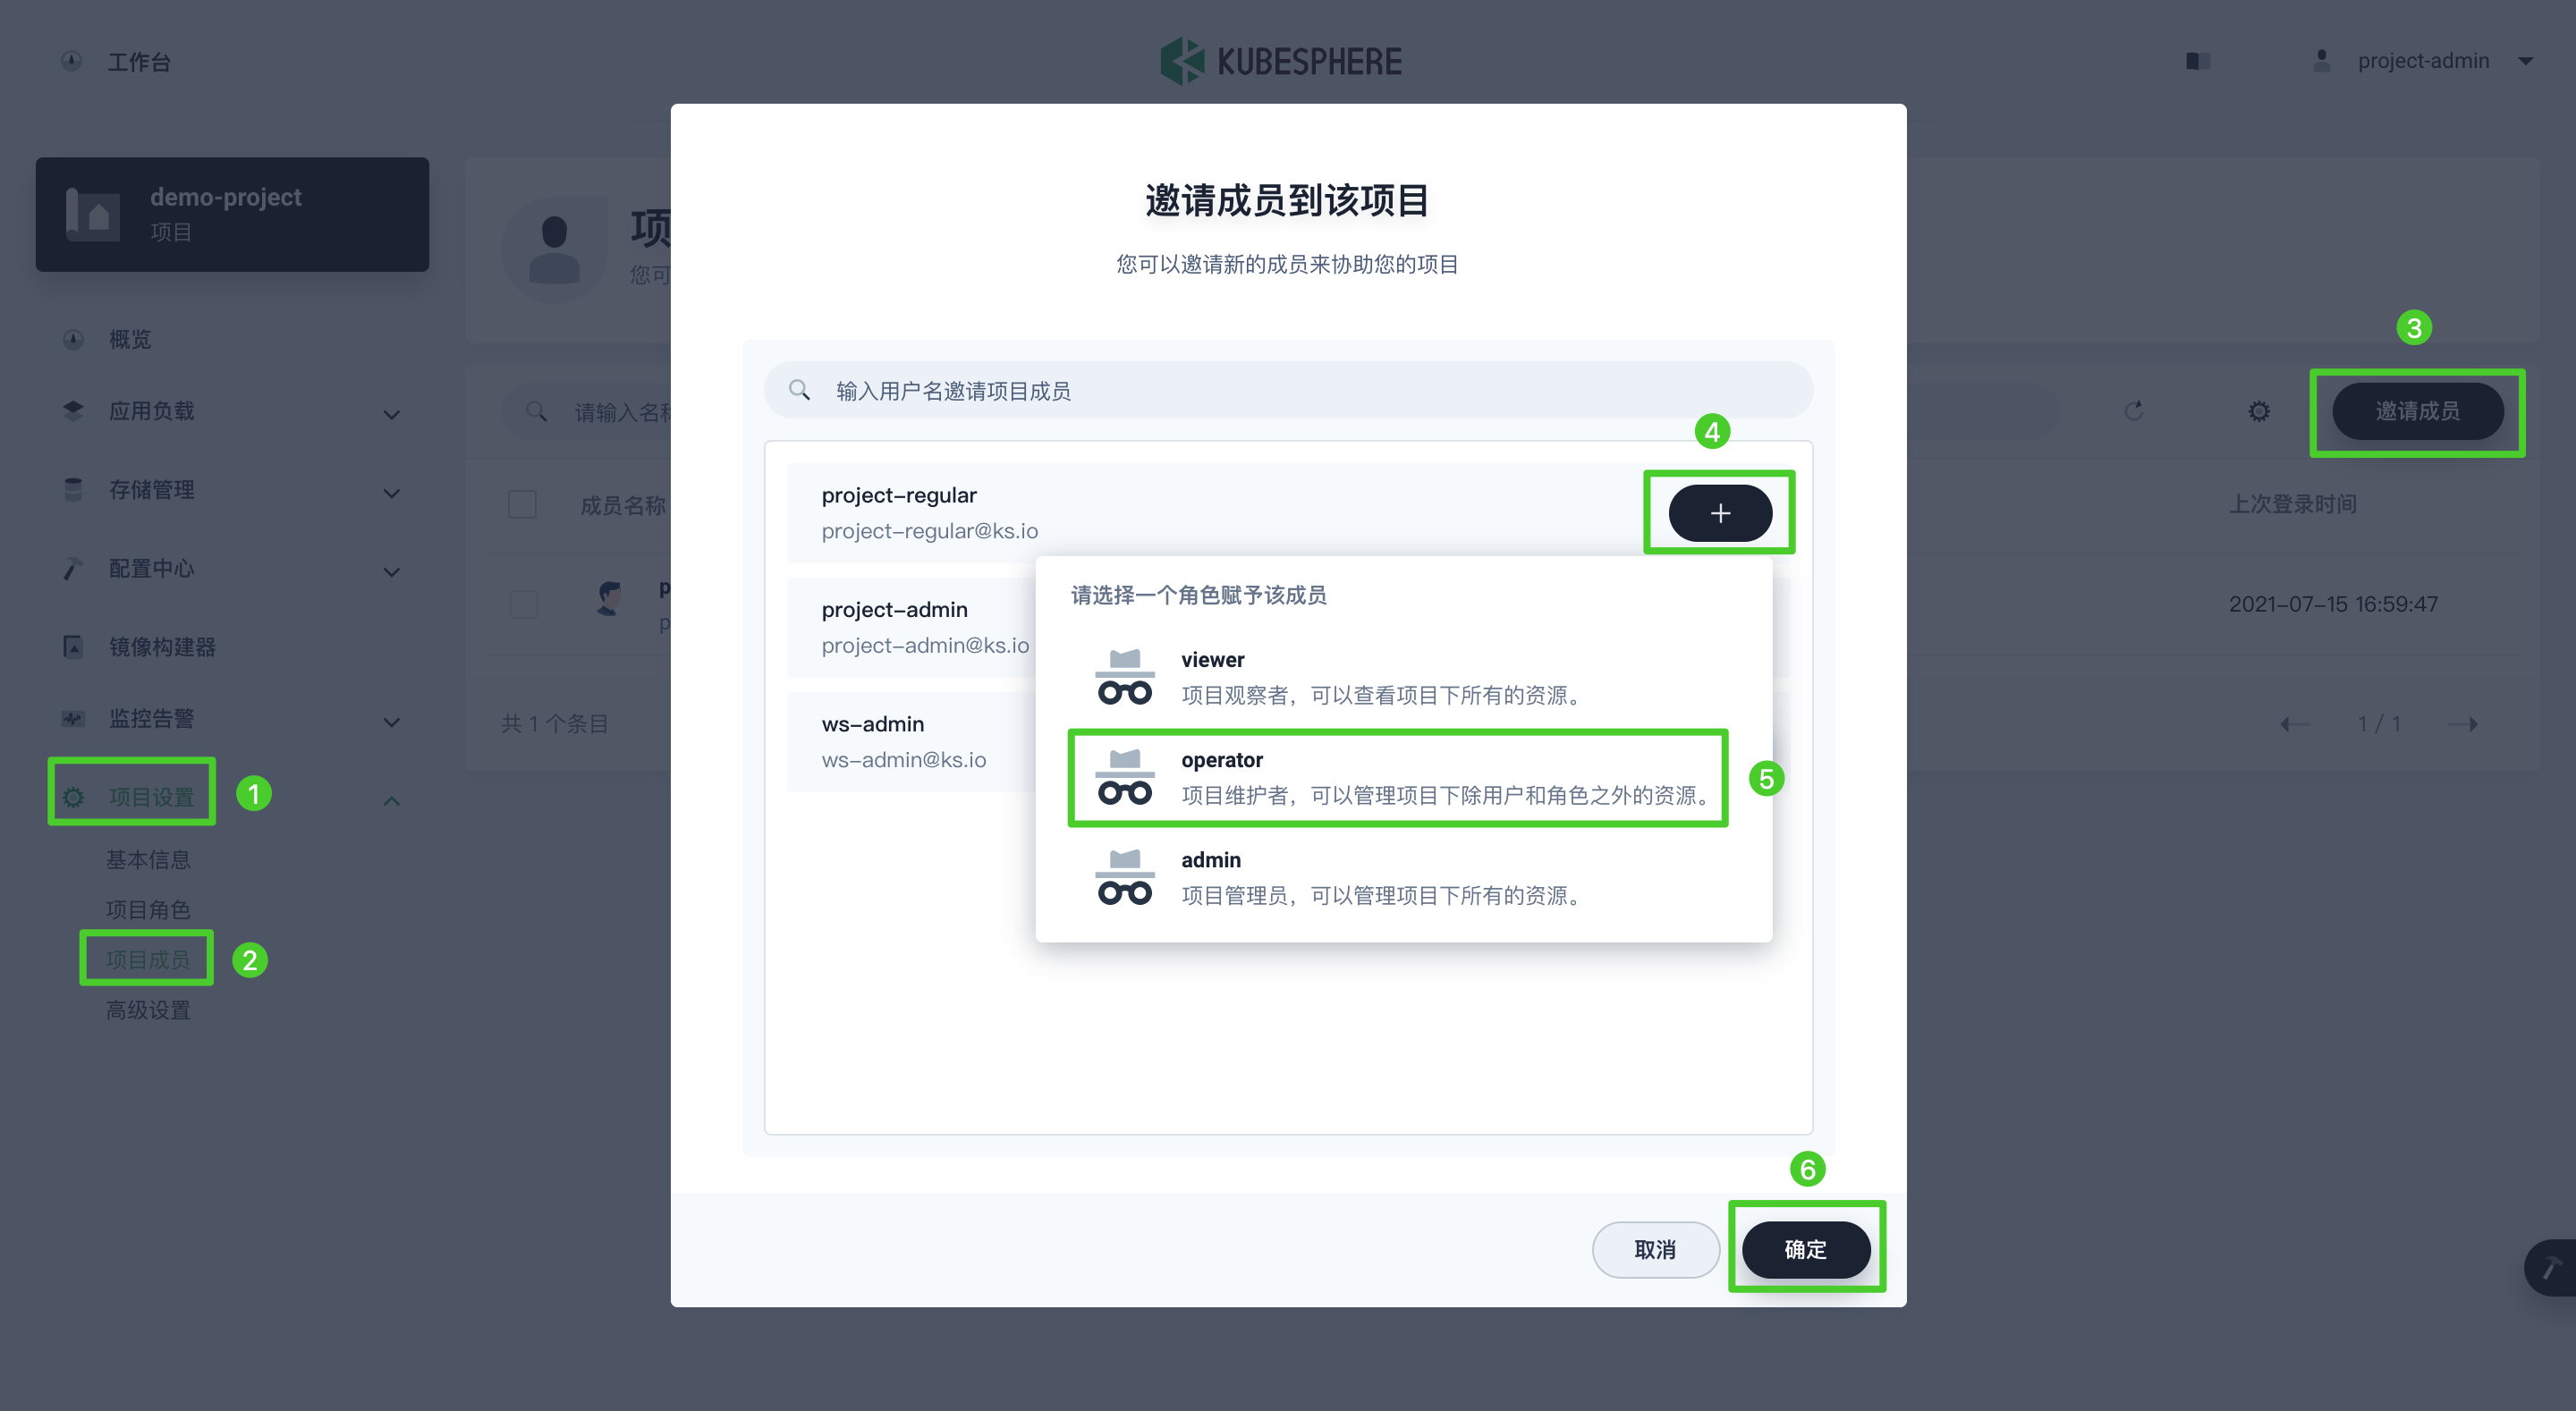 工作台
KUBESPHERE
project-admin
demo-project
项目
概览
应用负载
存储管理
配置中心
镜像构建器
监控告警
项目设置
1
基本信息
项目角色
项目成员
2
高级设置
项
您可
请输入名称
成员名称
p
p
共 1 个条目
3
邀请成员
上次登录时间
2021-07-15 16:59:47
1 / 1
邀请成员到该项目
您可以邀请新的成员来协助您的项目
输入用户名邀请项目成员
4
project-regular
project-regular@ks.io
project-admin
project-admin@ks.io
ws-admin
ws-admin@ks.io
请选择一个角色赋予该成员
viewer
项目观察者，可以查看项目下所有的资源。
operator
项目维护者，可以管理项目下除用户和角色之外的资源。
5
admin
项目管理员，可以管理项目下所有的资源。
6
取消
确定